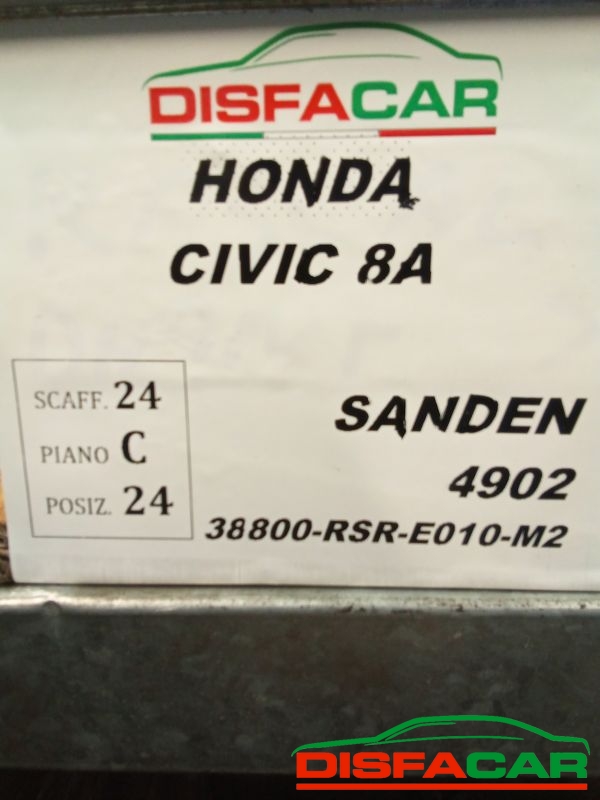 DISFACAR
HONDA
CIVIC 8A
SCAFF. 24
PIANO C
POSIZ. 24
SANDEN
4902
38800-RSR-E010-M2
DISFACAR